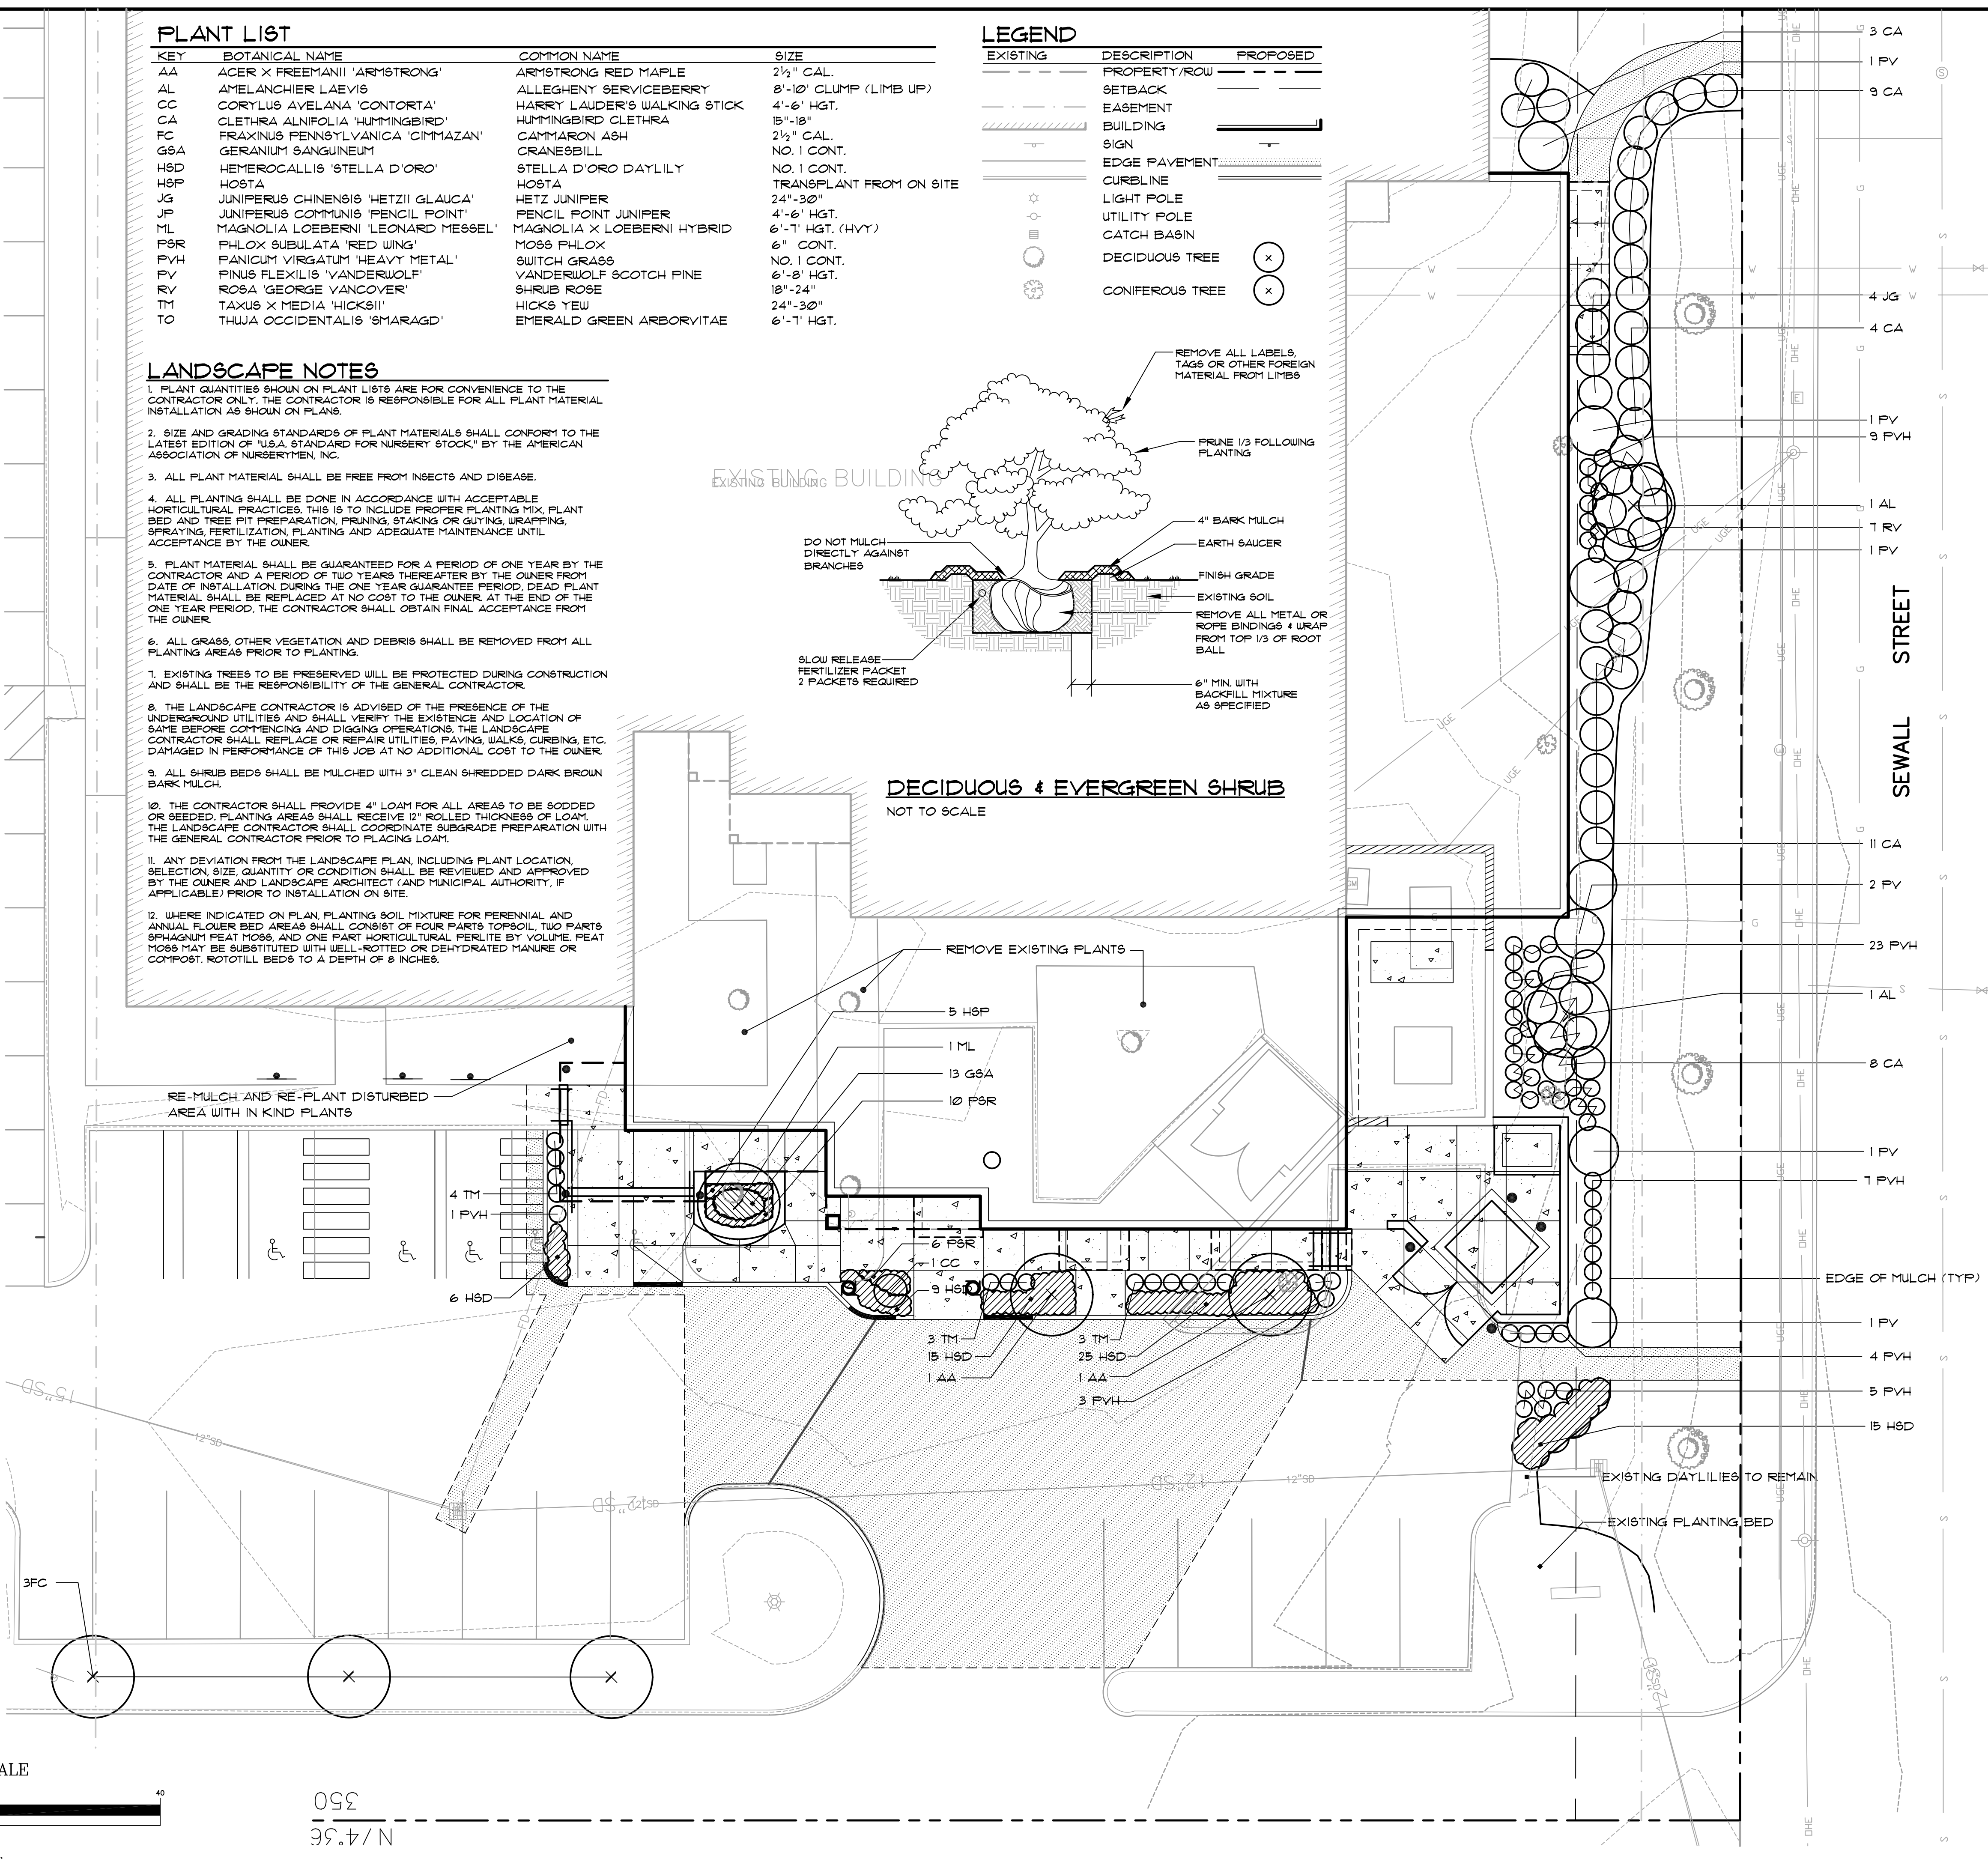 PLANT LIST
KEY BOTANICAL NAME COMMON NAME SIZE
AA ACER X FREEMANII 'ARMSTRONG' ARMSTRONG RED MAPLE 2½" CAL.
AL AMELANCHIER LAEVIS ALLEGHENY SERVICEBERRY 8'-10' CLUMP (LIMB UP)
CC CORYLUS AVELANA 'CONTORTA' HARRY LAUDER'S WALKING STICK 4'-6' HGT.
CA CLETHRA ALNIFOLIA 'HUMMINGBIRD' HUMMINGBIRD CLETHRA 15"-18"
FC FRAXINUS PENNSYLVANICA 'CIMMAZAN' CAMMARON ASH 2½" CAL.
GSA GERANIUM SANGUINEUM CRANESBILL NO. 1 CONT.
HSD HEMEROCALLIS 'STELLA D'ORO' STELLA D'ORO DAYLILY NO. 1 CONT.
HSP HOSTA HOSTA TRANSPLANT FROM ON SITE
JG JUNIPERUS CHINENSIS 'HETZII GLAUCA' HETZ JUNIPER 24"-30"
JP JUNIPERUS COMMUNIS 'PENCIL POINT' PENCIL POINT JUNIPER 4'-6' HGT.
ML MAGNOLIA LOEBERNI 'LEONARD MESSEL' MAGNOLIA X LOEBERNI HYBRID 6'-7' HGT. (HVY)
PSR PHLOX SUBULATA 'RED WING' MOSS PHLOX 6" CONT.
PVH PANICUM VIRGATUM 'HEAVY METAL' SWITCH GRASS NO. 1 CONT.
PV PINUS FLEXILIS 'VANDERWOLF' VANDERWOLF SCOTCH PINE 6'-8' HGT.
RV ROSA 'GEORGE VANCOVER' SHRUB ROSE 18"-24"
TM TAXUS X MEDIA 'HICKSII' HICKS YEW 24"-30"
TO THUJA OCCIDENTALIS 'SMARAGD' EMERALD GREEN ARBORVITAE 6'-7' HGT.
LEGEND
EXISTING DESCRIPTION PROPOSED
PROPERTY/ROW
SETBACK
EASEMENT
BUILDING
SIGN
EDGE PAVEMENT
CURBLINE
LIGHT POLE
UTILITY POLE
CATCH BASIN
DECIDUOUS TREE
CONIFEROUS TREE
LANDSCAPE NOTES
1. PLANT QUANTITIES SHOWN ON PLANT LISTS ARE FOR CONVENIENCE TO THE
CONTRACTOR ONLY. THE CONTRACTOR IS RESPONSIBLE FOR ALL PLANT MATERIAL
INSTALLATION AS SHOWN ON PLANS.
2. SIZE AND GRADING STANDARDS OF PLANT MATERIALS SHALL CONFORM TO THE
LATEST EDITION OF "U.S.A. STANDARD FOR NURSERY STOCK," BY THE AMERICAN
ASSOCIATION OF NURSERYMEN, INC.
3. ALL PLANT MATERIAL SHALL BE FREE FROM INSECTS AND DISEASE.
4. ALL PLANTING SHALL BE DONE IN ACCORDANCE WITH ACCEPTABLE
HORTICULTURAL PRACTICES. THIS IS TO INCLUDE PROPER PLANTING MIX, PLANT
BED AND TREE PIT PREPARATION, PRUNING, STAKING OR GUYING, WRAPPING,
SPRAYING, FERTILIZATION, PLANTING AND ADEQUATE MAINTENANCE UNTIL
ACCEPTANCE BY THE OWNER.
5. PLANT MATERIAL SHALL BE GUARANTEED FOR A PERIOD OF ONE YEAR BY THE
CONTRACTOR AND A PERIOD OF TWO YEARS THEREAFTER BY THE OWNER FROM
DATE OF INSTALLATION. DURING THE ONE YEAR GUARANTEE PERIOD, DEAD PLANT
MATERIAL SHALL BE REPLACED AT NO COST TO THE OWNER. AT THE END OF THE
ONE YEAR PERIOD, THE CONTRACTOR SHALL OBTAIN FINAL ACCEPTANCE FROM
THE OWNER.
6. ALL GRASS, OTHER VEGETATION AND DEBRIS SHALL BE REMOVED FROM ALL
PLANTING AREAS PRIOR TO PLANTING.
7. EXISTING TREES TO BE PRESERVED WILL BE PROTECTED DURING CONSTRUCTION
AND SHALL BE THE RESPONSIBILITY OF THE GENERAL CONTRACTOR.
8. THE LANDSCAPE CONTRACTOR IS ADVISED OF THE PRESENCE OF THE
UNDERGROUND UTILITIES AND SHALL VERIFY THE EXISTENCE AND LOCATION OF
SAME BEFORE COMMENCING AND DIGGING OPERATIONS. THE LANDSCAPE
CONTRACTOR SHALL REPLACE OR REPAIR UTILITIES, PAVING, WALKS, CURBING, ETC.
DAMAGED IN PERFORMANCE OF THIS JOB AT NO ADDITIONAL COST TO THE OWNER.
9. ALL SHRUB BEDS SHALL BE MULCHED WITH 3" CLEAN SHREDDED DARK BROWN
BARK MULCH.
10. THE CONTRACTOR SHALL PROVIDE 4" LOAM FOR ALL AREAS TO BE SODDED
OR SEEDED. PLANTING AREAS SHALL RECEIVE 12" ROLLED THICKNESS OF LOAM.
THE LANDSCAPE CONTRACTOR SHALL COORDINATE SUBGRADE PREPARATION WITH
THE GENERAL CONTRACTOR PRIOR TO PLACING LOAM.
11. ANY DEVIATION FROM THE LANDSCAPE PLAN, INCLUDING PLANT LOCATION,
SELECTION, SIZE, QUANTITY OR CONDITION SHALL BE REVIEWED AND APPROVED
BY THE OWNER AND LANDSCAPE ARCHITECT (AND MUNICIPAL AUTHORITY, IF
APPLICABLE) PRIOR TO INSTALLATION ON SITE.
12. WHERE INDICATED ON PLAN, PLANTING SOIL MIXTURE FOR PERENNIAL AND
ANNUAL FLOWER BED AREAS SHALL CONSIST OF FOUR PARTS TOPSOIL, TWO PARTS
SPHAGNUM PEAT MOSS, AND ONE PART HORTICULTURAL PERLITE BY VOLUME. PEAT
MOSS MAY BE SUBSTITUTED WITH WELL-ROTTED OR DEHYDRATED MANURE OR
COMPOST. ROTOTILL BEDS TO A DEPTH OF 8 INCHES.
EXISTING BUILDING
EXISTING BUILDING
REMOVE ALL LABELS,
TAGS OR OTHER FOREIGN
MATERIAL FROM LIMBS
PRUNE 1/3 FOLLOWING
PLANTING
4" BARK MULCH
EARTH SAUCER
DO NOT MULCH
DIRECTLY AGAINST
BRANCHES
FINISH GRADE
EXISTING SOIL
REMOVE ALL METAL OR
ROPE BINDINGS & WRAP
FROM TOP 1/3 OF ROOT
BALL
SLOW RELEASE
FERTILIZER PACKET
2 PACKETS REQUIRED
6" MIN. WITH
BACKFILL MIXTURE
AS SPECIFIED
DECIDUOUS & EVERGREEN SHRUB
NOT TO SCALE
3 CA
1 PV
9 CA
4 JG
4 CA
1 PV
9 PVH
1 AL
7 RV
1 PV
SEWALL STREET
11 CA
2 PV
23 PVH
1 AL
8 CA
1 PV
7 PVH
EDGE OF MULCH (TYP)
1 PV
4 PVH
5 PVH
15 HSD
EXISTNG DAYLILIES TO REMAIN
EXISTING PLANTING BED
REMOVE EXISTING PLANTS
5 HSP
1 ML
13 GSA
10 PSR
RE-MULCH AND RE-PLANT DISTURBED
AREA WITH IN KIND PLANTS
4 TM
1 PVH
6 HSD
6 PSR
1 CC
9 HSD
3 TM
15 HSD
1 AA
3 TM
25 HSD
1 AA
3 PVH
FD
FD
15"SD
12"SD
12"SD
12"SD
12"SD
12"SD
UGE
UGE
UGE
OHE
OHE
W
W
G
G
S
S
GM
E
3FC
ALE
40
350
N/4°36